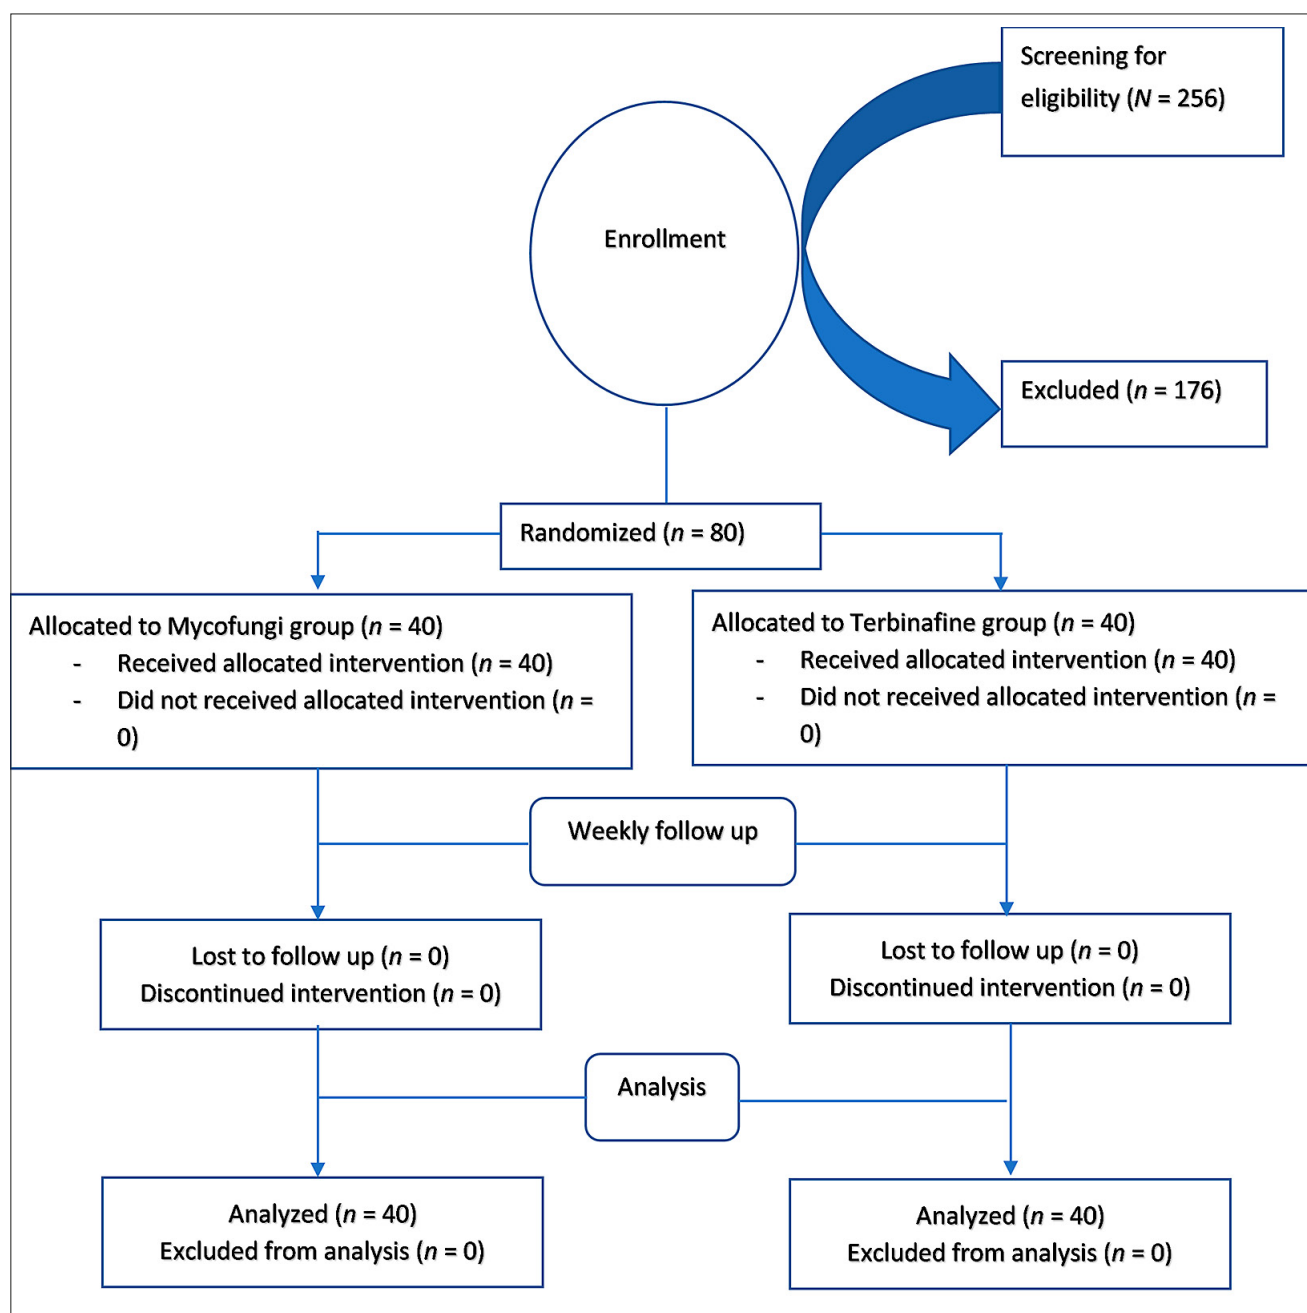 Screening for
eligibility (N = 256)
Enrollment
Excluded (n = 176)
Randomized (n = 80)
Allocated to Mycofungi group (n = 40)
- Received allocated intervention (n = 40)
- Did not received allocated intervention (n =
0)
Allocated to Terbinafine group (n = 40)
- Received allocated intervention (n = 40)
- Did not received allocated intervention (n =
0)
Weekly follow up
Lost to follow up (n = 0)
Discontinued intervention (n = 0)
Lost to follow up (n = 0)
Discontinued intervention (n = 0)
Analysis
Analyzed (n = 40)
Excluded from analysis (n = 0)
Analyzed (n = 40)
Excluded from analysis (n = 0)